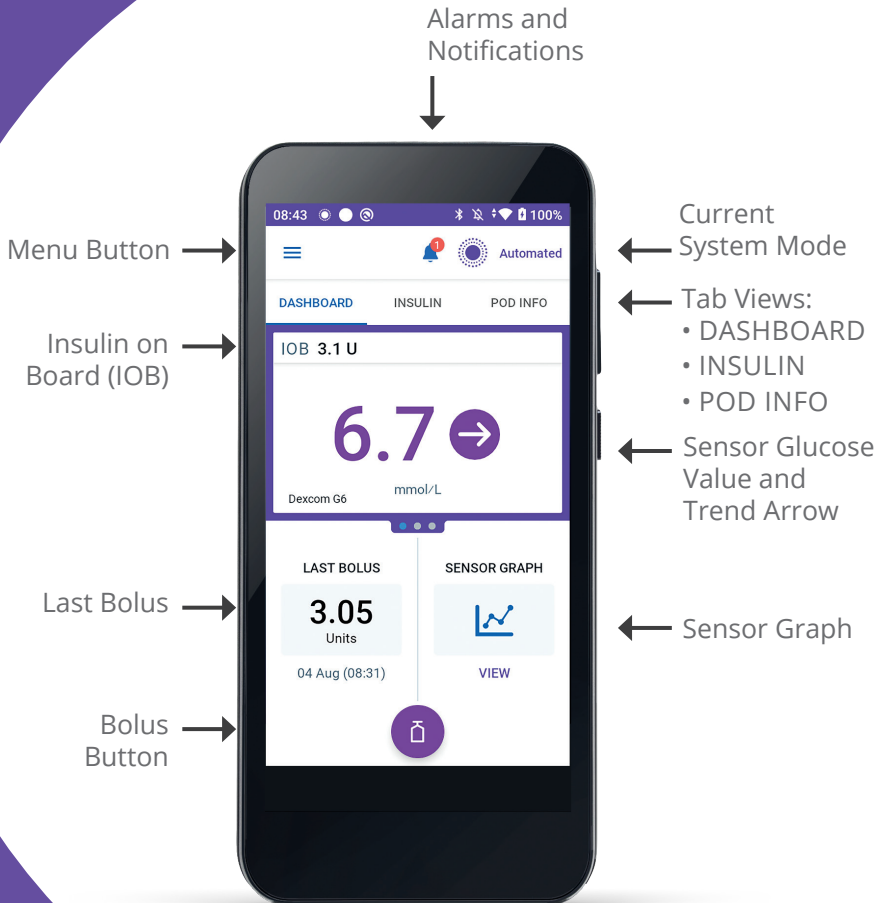 Alarms and
Notifications
08:43
100%
Menu Button
1
Automated
Current
System Mode
DASHBOARD
INSULIN
POD INFO
Tab Views:
• DASHBOARD
• INSULIN
• POD INFO
Insulin on
Board (IOB)
IOB 3.1 U
6.7
mmol/L
Dexcom G6
Sensor Glucose
Value and
Trend Arrow
LAST BOLUS
SENSOR GRAPH
Last Bolus
3.05
Units
04 Aug (08:31)
VIEW
Sensor Graph
Bolus
Button